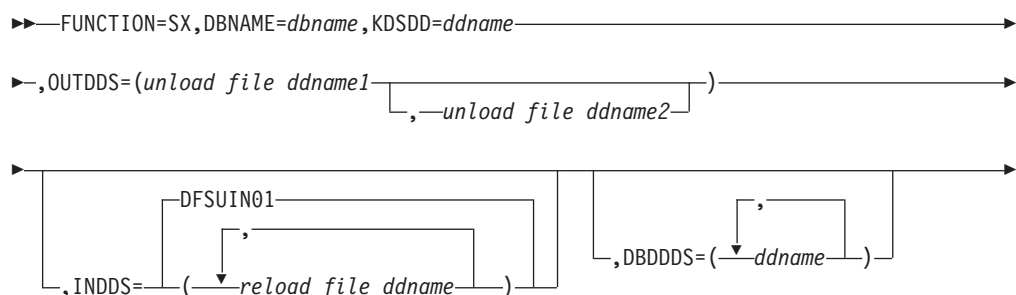 FUNCTION=SX,DBNAME=dbname,KDSDD=ddname
,OUTDDS=(unload file ddname1 )
,unload file ddname2
DFSUIN01
,
,
,INDDS= (reload file ddname)
,DBDDDS=(ddname)